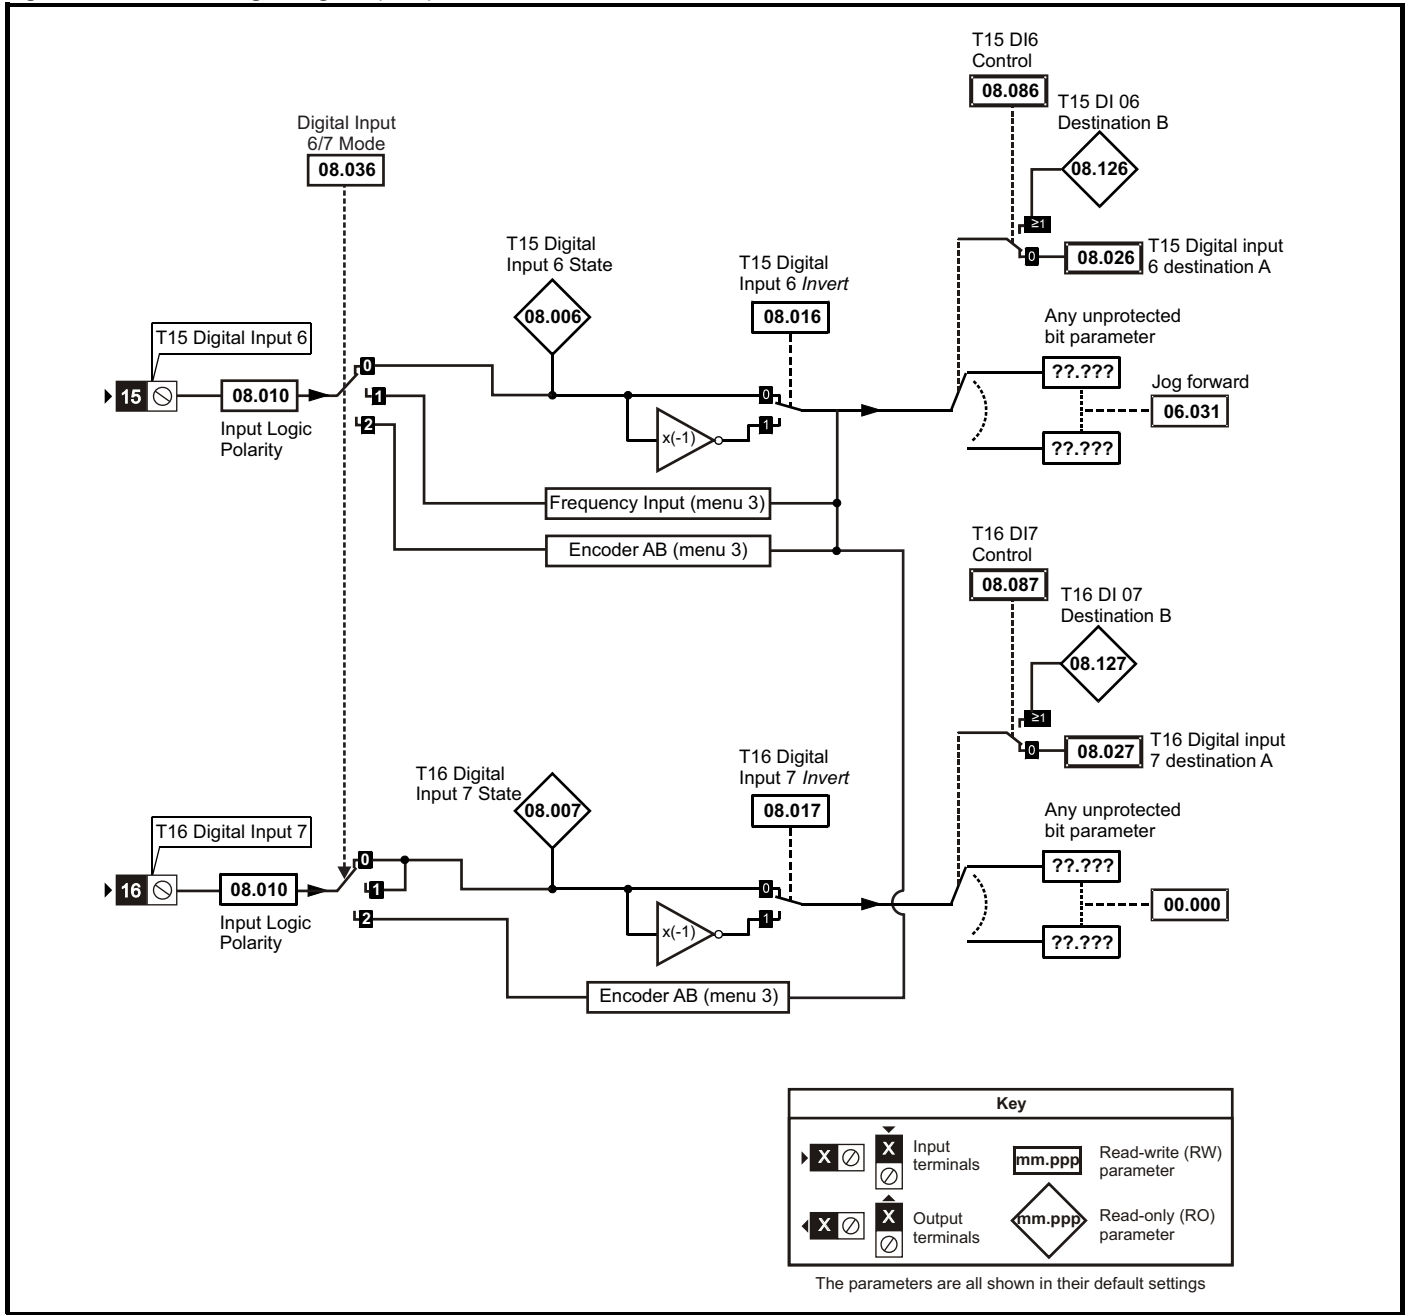 T15 DI6
Control
08.086
T15 DI 06
Destination B
08.126
≥1
0
08.026
T15 Digital input
6 destination A
Digital Input
6/7 Mode
08.036
T15 Digital
Input 6 State
08.006
T15 Digital
Input 6 Invert
08.016
Any unprotected
bit parameter
??.???
Jog forward
06.031
??.???
T15 Digital Input 6
15
08.010
Input Logic
Polarity
0
1
2
x(-1)
0
1
Frequency Input (menu 3)
Encoder AB (menu 3)
T16 DI7
Control
08.087
T16 DI 07
Destination B
08.127
≥1
0
08.027
T16 Digital input
7 destination A
T16 Digital
Input 7 State
08.007
T16 Digital
Input 7 Invert
08.017
Any unprotected
bit parameter
??.???
00.000
??.???
T16 Digital Input 7
16
08.010
Input Logic
Polarity
0
1
2
x(-1)
0
1
Encoder AB (menu 3)
Key
X
X
Input
terminals
mm.ppp
Read-write (RW)
parameter
X
X
Output
terminals
mm.ppp
Read-only (RO)
parameter
The parameters are all shown in their default settings